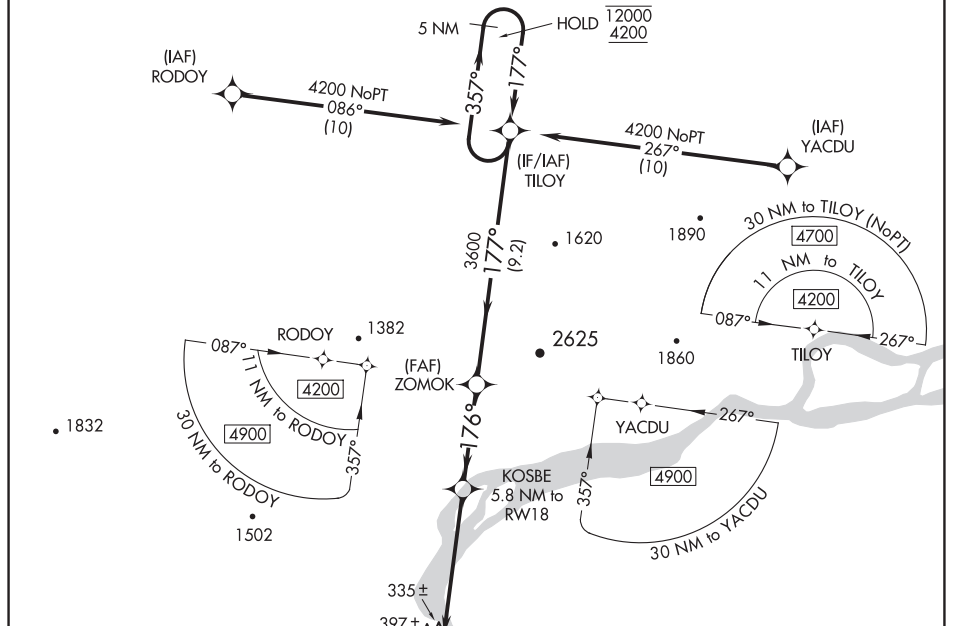 5 NM
HOLD
12000
4200
(IAF)
RODOY
4200 NoPT
086°
(10)
357°
177°
4200 NoPT
267°
(10)
(IAF)
YACDU
(IF/IAF)
TILOY
3600
177°
(9.2)
1620
1890
30 NM to TILOY (NoPT)
4700
11 NM to TILOY
4200
087°
267°
TILOY
RODOY
1382
087°
11 NM to RODOY
4200
4900
30 NM to RODOY
357°
1832
1502
(FAF)
ZOMOK
2625
1860
176°
YACDU
267°
357°
4900
30 NM to YACDU
KOSBE
5.8 NM to
RW18
335 ±
397 ±